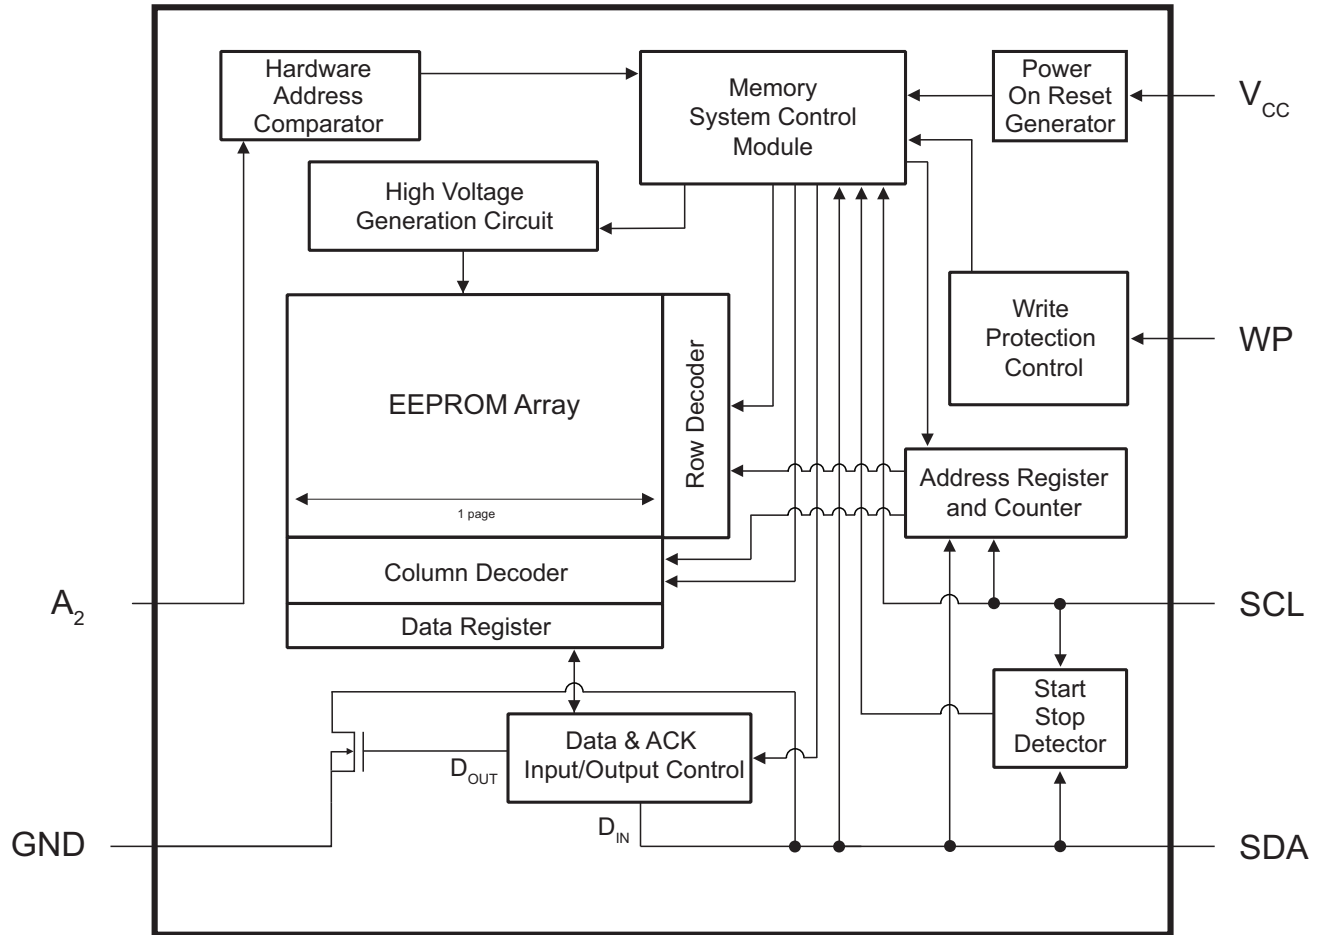 Hardware
Address
Comparator
Memory
System Control
Module
Power
On Reset
Generator
VCC
High Voltage
Generation Circuit
Write
Protection
Control
WP
EEPROM Array
Row Decoder
1 page
Address Register
and Counter
Column Decoder
A2
SCL
Data Register
Start
Stop
Detector
Data & ACK
Input/Output Control
DOUT
DIN
GND
SDA